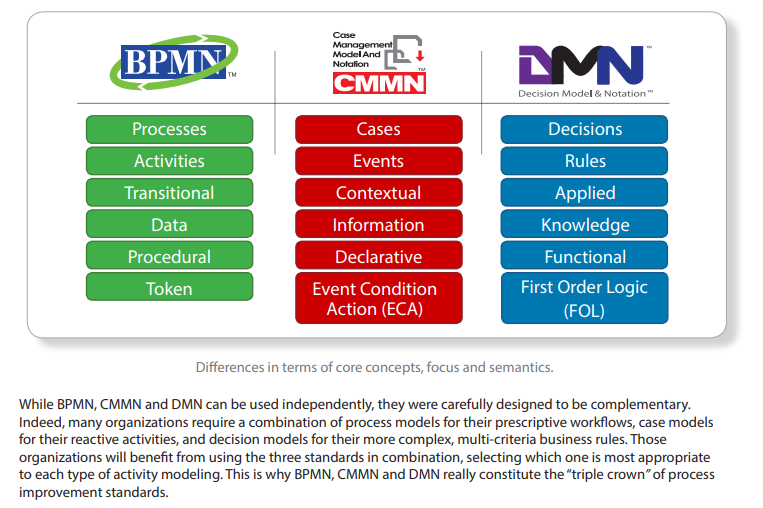 BPMN™
Case
Management
Model And
Notation
CMMN™
DMN™
Decision Model & Notation™
Processes
Activities
Transitional
Data
Procedural
Token
Cases
Events
Contextual
Information
Declarative
Event Condition
Action (ECA)
Decisions
Rules
Applied
Knowledge
Functional
First Order Logic
(FOL)
Differences in terms of core concepts, focus and semantics.
While BPMN, CMMN and DMN can be used independently, they were carefully designed to be complementary.
Indeed, many organizations require a combination of process models for their prescriptive workflows, case models
for their reactive activities, and decision models for their more complex, multi-criteria business rules. Those
organizations will benefit from using the three standards in combination, selecting which one is most appropriate
to each type of activity modeling. This is why BPMN, CMMN and DMN really constitute the “triple crown” of process
improvement standards.